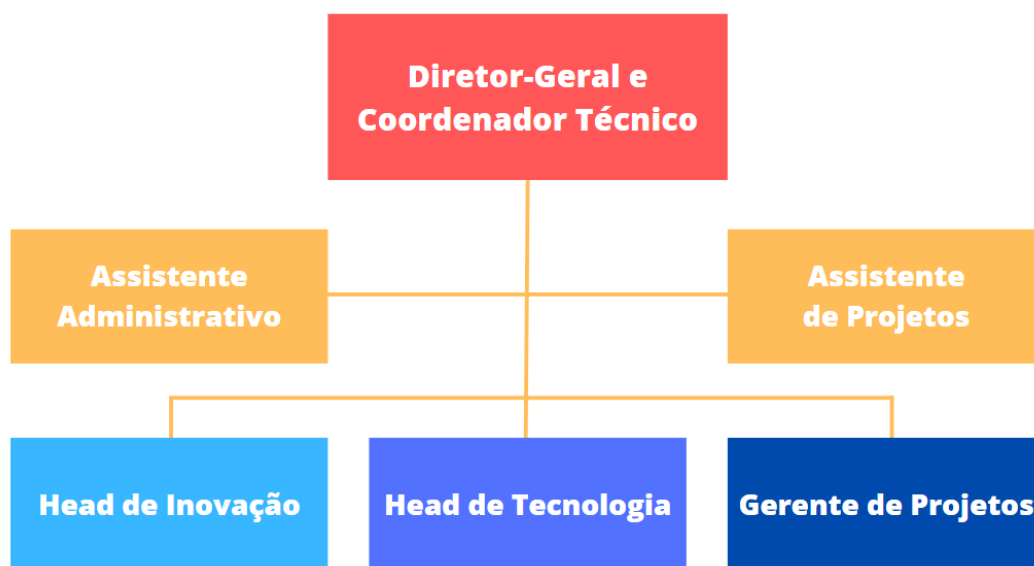 Diretor-Geral e
Coordenador Técnico
Assistente
Administrativo
Assistente
de Projetos
Head de Inovação
Head de Tecnologia
Gerente de Projetos